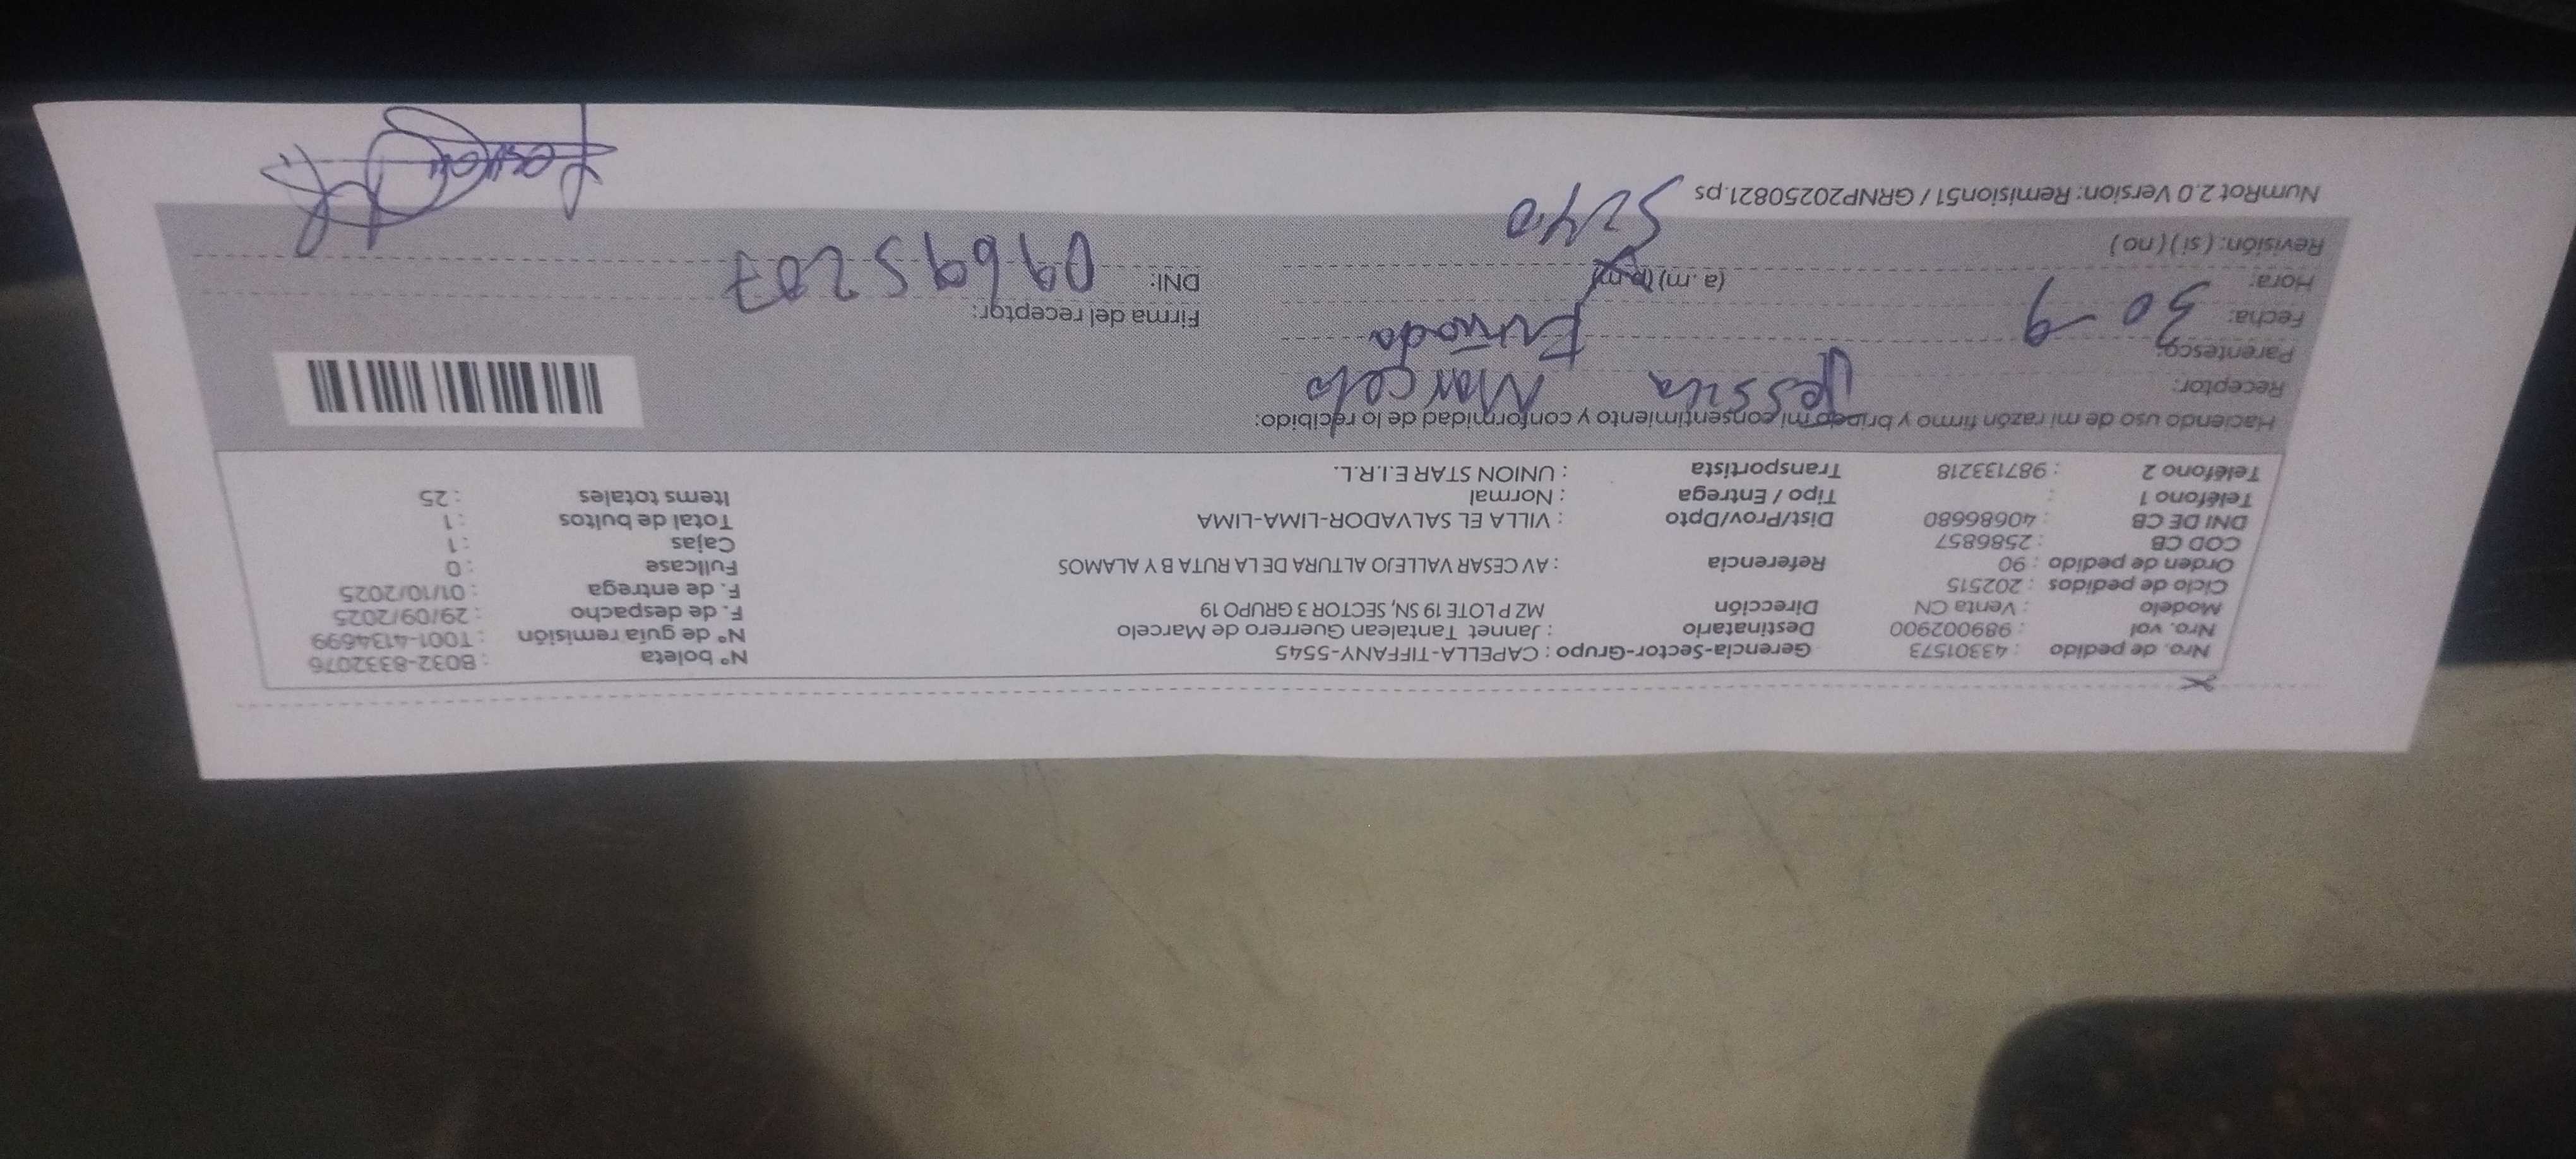 Nro. de pedido : 43301573 Gerencia-Sector-Grupo : CAPELLA-TIFFANY-5545 N° boleta : B032-8332076
Nro. vol : 989002900 Destinatario : Jannet Tantalean Guerrero de Marcelo N° de guía remisión : T001-4134699
Modelo : Venta CN Dirección MZ P LOTE 19 SN, SECTOR 3 GRUPO 19 F. de despacho : 29/09/2025
Ciclo de pedidos : 202515 F. de entrega : 01/10/2025
Orden de pedido : 90 Referencia : AV CESAR VALLEJO ALTURA DE LA RUTA B Y ALAMOS Fullcase : 0
COD CB : 2586857 Cajas : 1
DNI DE CB : 40686680 Dist/Prov/Dpto : VILLA EL SALVADOR-LIMA-LIMA Total de bultos : 1
Teléfono 1 : Tipo / Entrega : Normal Items totales : 25
Teléfono 2 : 987133218 Transportista : UNION STAR E.I.R.L.
Haciendo uso de mi razón firmo y brindo mi consentimiento y conformidad de lo recibido:
Receptor: Jessica Marcelo
Parentesco:
Fecha: 30-9 Firma del receptor:
Hora: (a.m) (p.m) DNI: 09695207
Revisión: ( si ) ( no ) 5240
NumRot 2.0 Version: Remision51 / GRNP20250821.ps